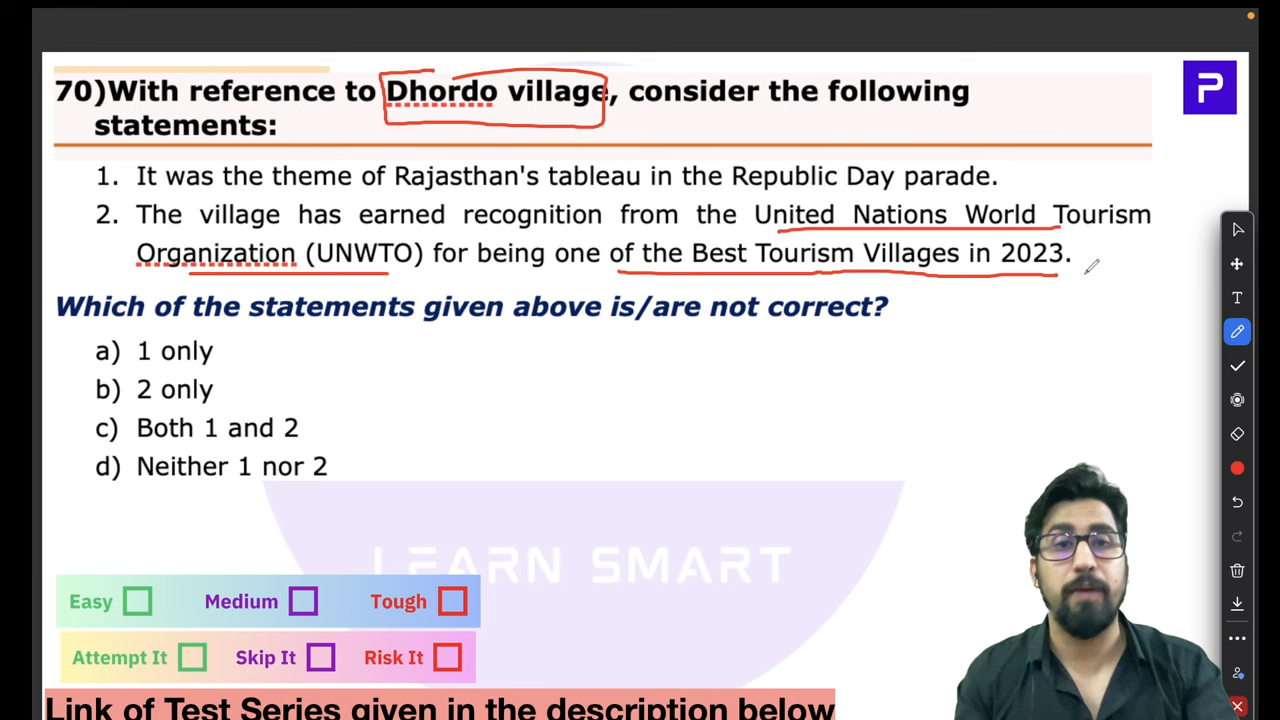 70)With reference to Dhordo village, consider the following
statements:
1. It was the theme of Rajasthan's tableau in the Republic Day parade.
2. The village has earned recognition from the United Nations World Tourism
Organization (UNWTO) for being one of the Best Tourism Villages in 2023.
Which of the statements given above is/are not correct?
a) 1 only
b) 2 only
c) Both 1 and 2
d) Neither 1 nor 2
LEARN SMART
Easy Medium Tough
Attempt It Skip It Risk It
Link of Test Series given in the description below